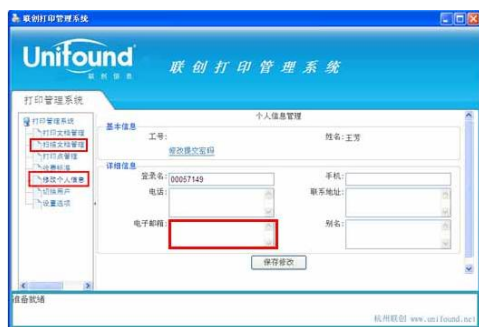 联创打印管理系统
Unifound
联创信息
联创打印管理系统
打印管理系统
打印管理系统
打印文档管理
扫描文档管理
打印点管理
计费标准
修改个人信息
切换用户
设置选项
个人信息管理
基本信息
工号:
姓名:王芳
修改提交密码
详细信息
登录名: 00057149
手机:
电话:
联系地址:
电子邮箱:
别名:
保存修改
准备就绪
杭州联创 www.unifound.net